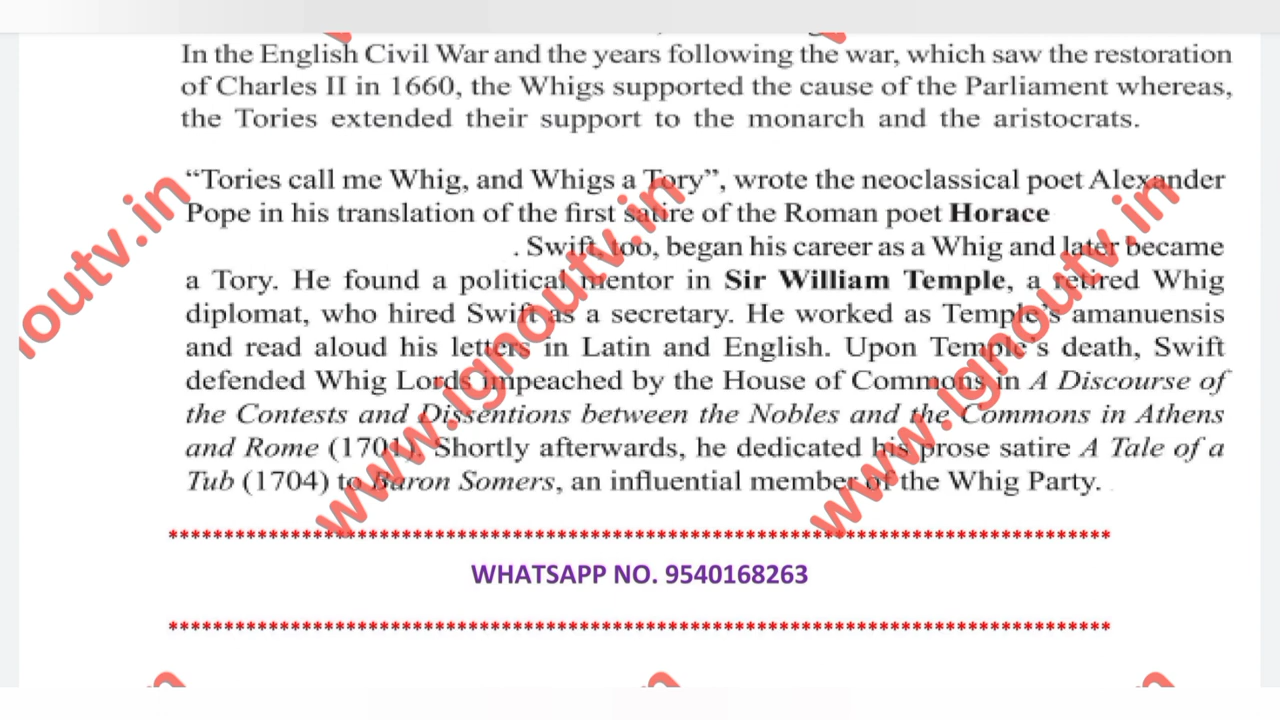 In the English Civil War and the years following the war, which saw the restoration
of Charles II in 1660, the Whigs supported the cause of the Parliament whereas,
the Tories extended their support to the monarch and the aristocrats.
“Tories call me Whig, and Whigs a Tory”, wrote the neoclassical poet Alexander
Pope in his translation of the first satire of the Roman poet Horace
. Swift, too, began his career as a Whig and later became
a Tory. He found a political mentor in Sir William Temple, a retired Whig
diplomat, who hired Swift as a secretary. He worked as Temple’s amanuensis
and read aloud his letters in Latin and English. Upon Temple’s death, Swift
defended Whig Lords impeached by the House of Commons in A Discourse of
the Contests and Dissentions between the Nobles and the Commons in Athens
and Rome (1701). Shortly afterwards, he dedicated his prose satire A Tale of a
Tub (1704) to Baron Somers, an influential member of the Whig Party.
*************************************************************************************
WHATSAPP NO. 9540168263
*************************************************************************************
noutv.in
www.ignoutv.in
www.ignoutv.in